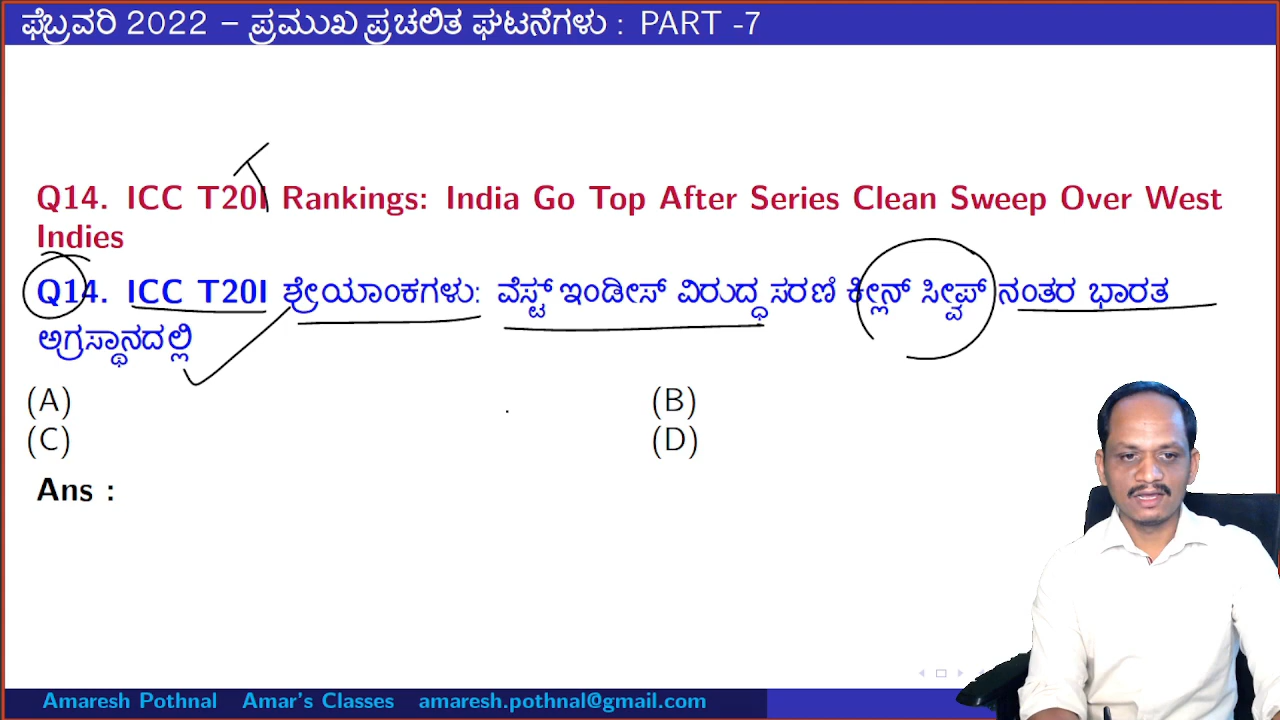 ಫೆಬ್ರವರಿ 2022 – ಪ್ರಮುಖ ಪ್ರಚಲಿತ ಘಟನೆಗಳು : PART -7
Q14. ICC T20I Rankings: India Go Top After Series Clean Sweep Over West
Indies
Q14. ICC T20I ಶ್ರೇಯಾಂಕಗಳು: ವೆಸ್ಟ್ ಇಂಡೀಸ್ ವಿರುದ್ಧ ಸರಣಿ ಕ್ಲೀನ್ ಸ್ವೀಪ್ ನಂತರ ಭಾರತ
ಅಗ್ರಸ್ಥಾನದಲ್ಲಿ
(A) (B)
(C) (D)
Ans :
Amaresh Pothnal Amar's Classes amaresh.pothnal@gmail.com